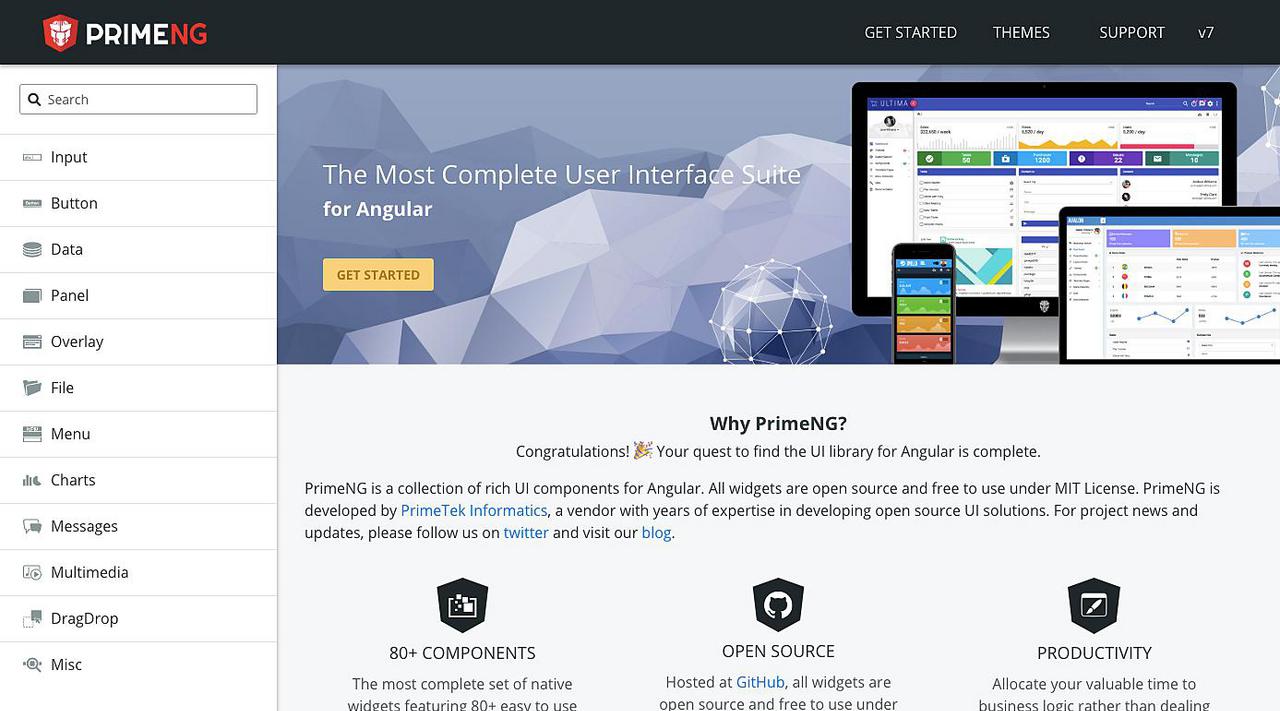 PRIMENG
GET STARTED
THEMES
SUPPORT
v7
Search
Input
Button
Data
Panel
Overlay
File
Menu
Charts
Messages
Multimedia
DragDrop
Misc
The Most Complete User Interface Suite
for Angular
GET STARTED
ULTIMA
50
1200
22
Why PrimeNG?
Congratulations! 🎉 Your quest to find the UI library for Angular is complete.
PrimeNG is a collection of rich UI components for Angular. All widgets are open source and free to use under MIT License. PrimeNG is
developed by PrimeTek Informatics, a vendor with years of expertise in developing open source UI solutions. For project news and
updates, please follow us on twitter and visit our blog.
80+ COMPONENTS
The most complete set of native
widgets featuring 80+ easy to use
OPEN SOURCE
Hosted at GitHub, all widgets are
open source and free to use under
PRODUCTIVITY
Allocate your valuable time to
business logic rather than dealing